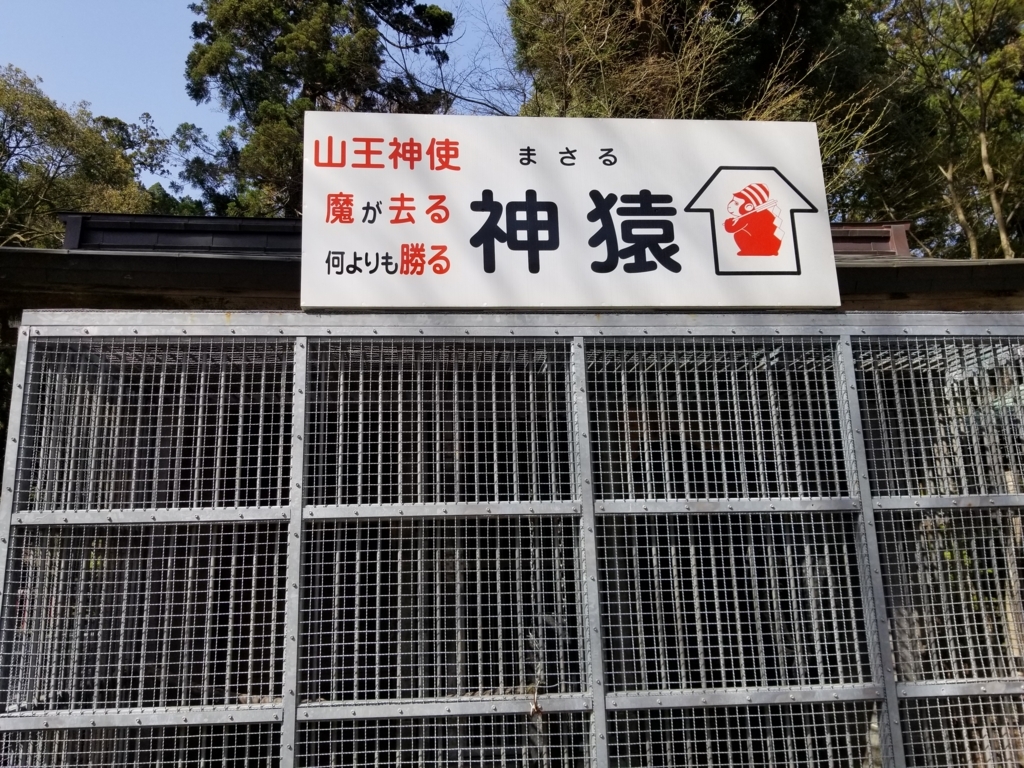 山王神使
魔が去る
何よりも勝る
まさる
神猿